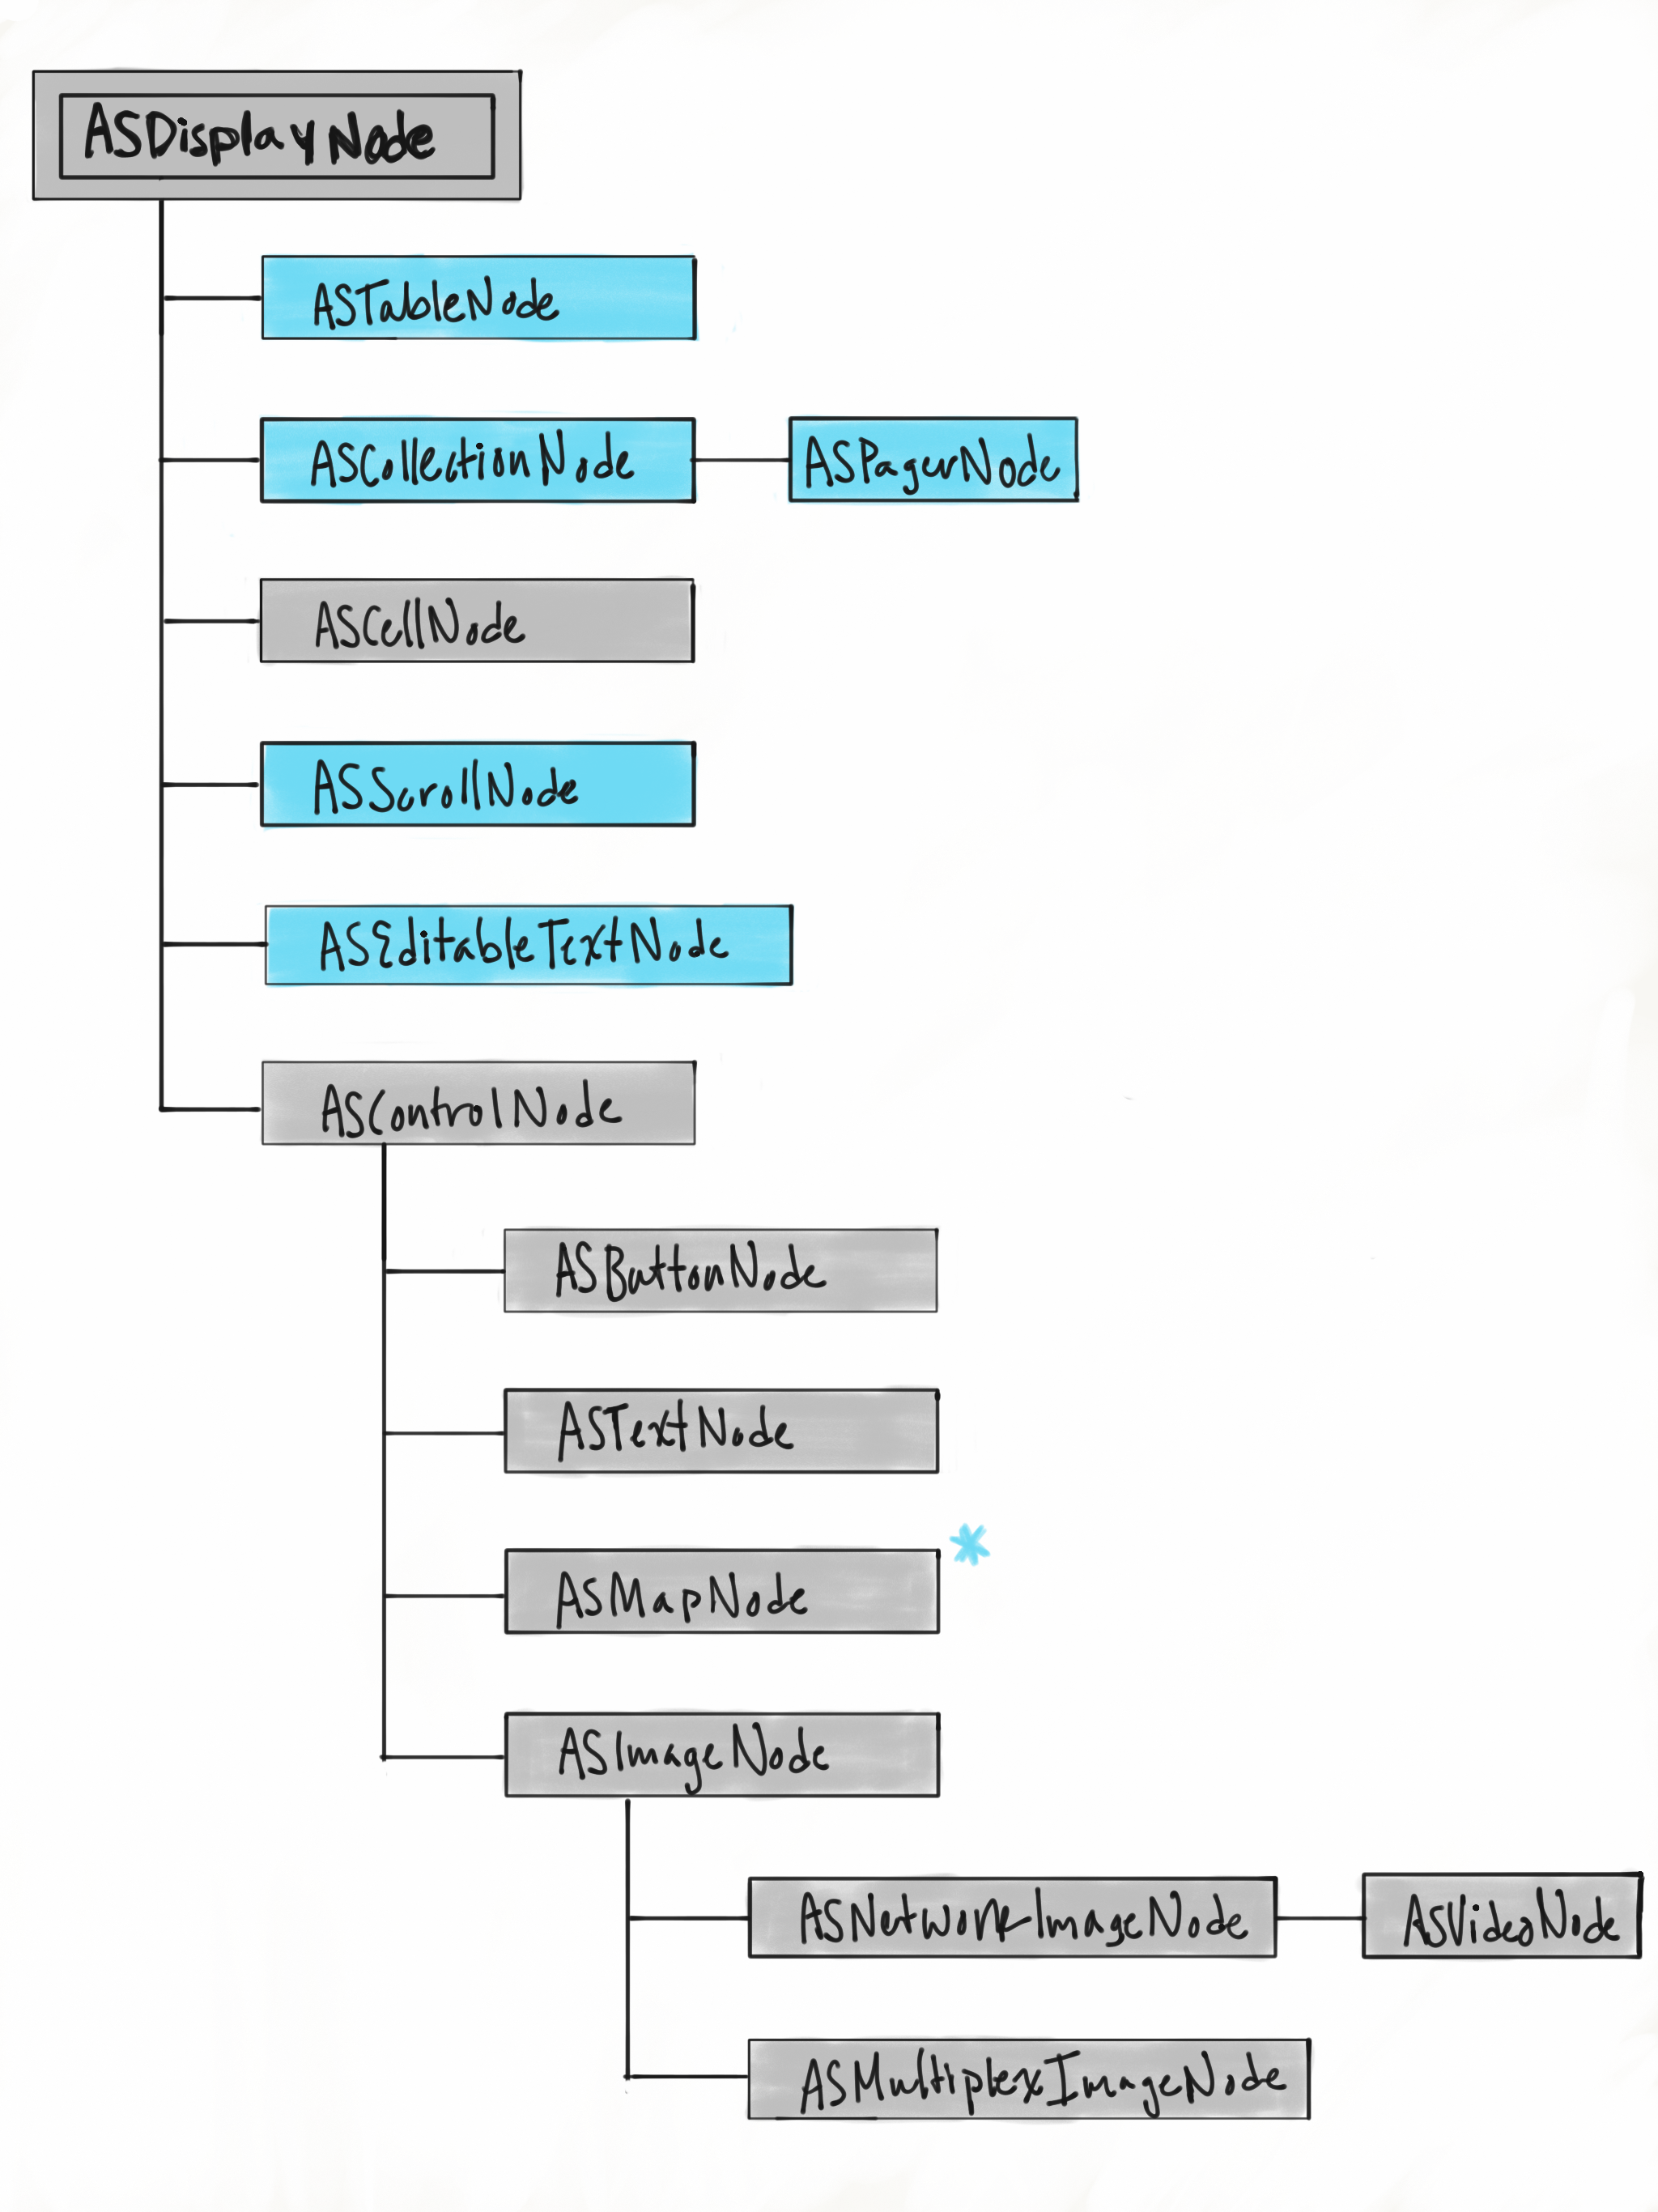 ASDisplayNode
ASTableNode
ASCollectionNode
ASPagerNode
ASCellNode
ASScrollNode
ASEditableTextNode
ASControlNode
ASButtonNode
ASTextNode
*
ASMapNode
ASImageNode
ASNetworkImageNode
ASVideoNode
ASMultiplexImageNode